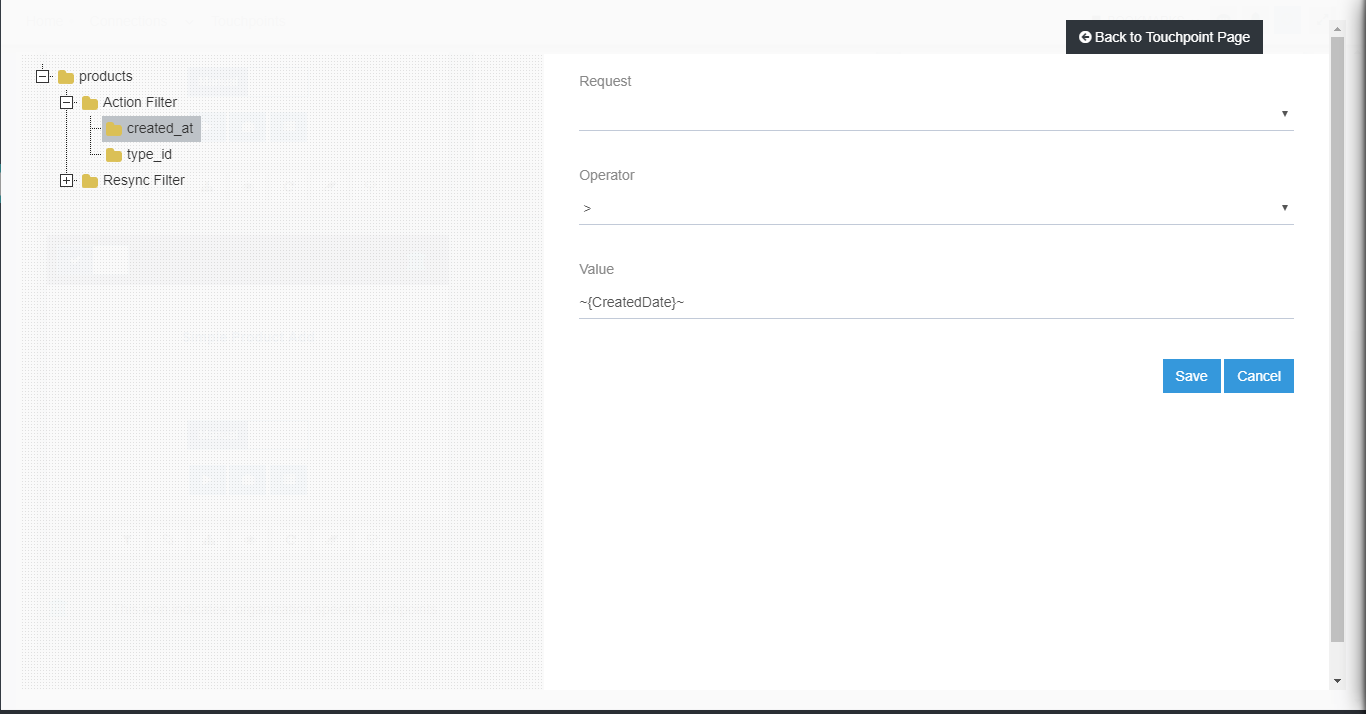 Back to Touchpoint Page
products
Action Filter
created_at
type_id
Resync Filter
Request
Operator
>
Value
~{CreatedDate}~
Save
Cancel